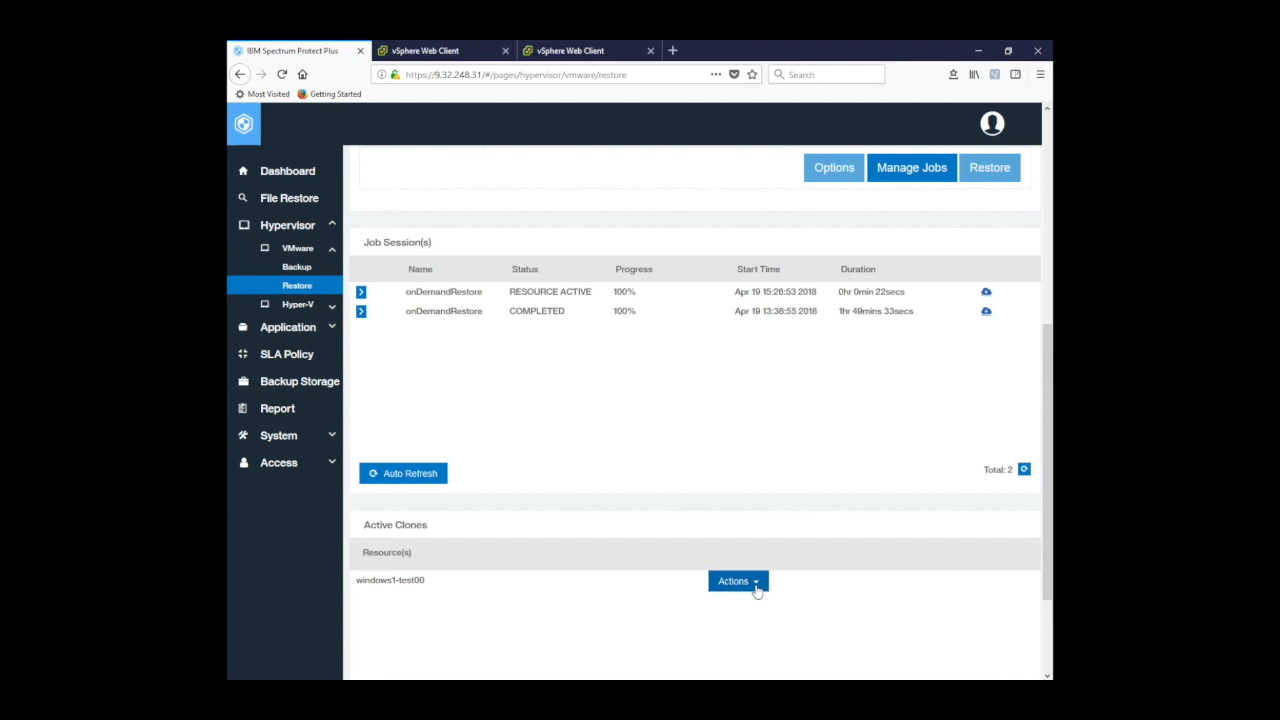 IBM Spectrum Protect Plus
vSphere Web Client
vSphere Web Client
https://9.32.248.31/#/pages/hypervisor/vmware/restore
Search
Most Visited
Getting Started
Dashboard
File Restore
Hypervisor
VMware
Backup
Restore
Hyper-V
Application
SLA Policy
Backup Storage
Report
System
Access
Options
Manage Jobs
Restore
Job Session(s)
Name Status Progress Start Time Duration
onDemandRestore RESOURCE ACTIVE 100% Apr 19 15:26:53 2018 0hr 0min 22secs
onDemandRestore COMPLETED 100% Apr 19 13:38:55 2018 1hr 49mins 33secs
Auto Refresh
Total: 2
Active Clones
Resource(s)
windows1-test00
Actions